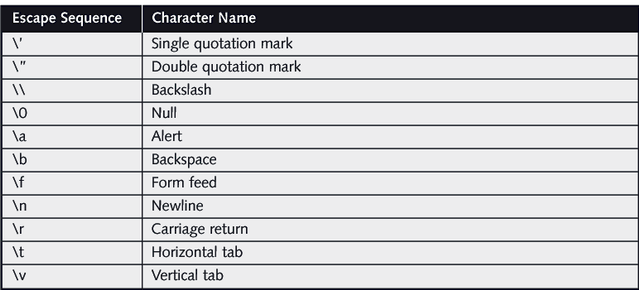 Escape Sequence Character Name
\’ Single quotation mark
\” Double quotation mark
\\ Backslash
\0 Null
\a Alert
\b Backspace
\f Form feed
\n Newline
\r Carriage return
\t Horizontal tab
\v Vertical tab